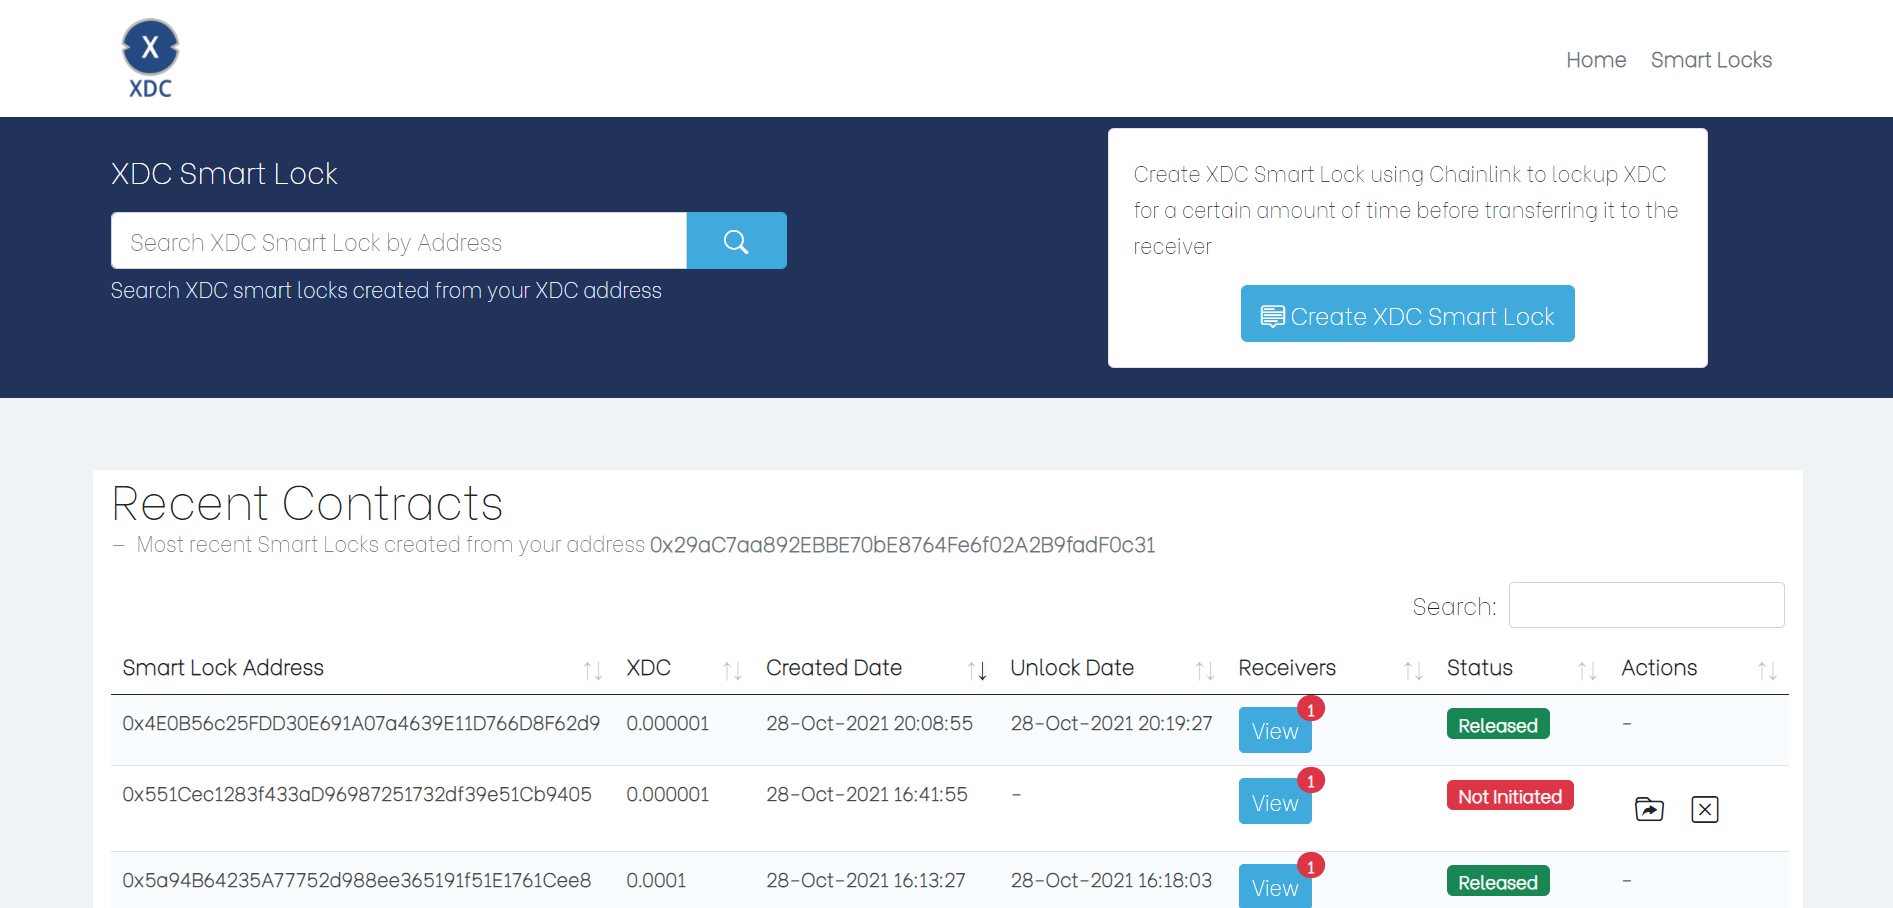 X
XDC
Home Smart Locks
XDC Smart Lock
Search XDC Smart Lock by Address
Search XDC smart locks created from your XDC address
Create XDC Smart Lock using Chainlink to lockup XDC
for a certain amount of time before transferring it to the
receiver
Create XDC Smart Lock
Recent Contracts
– Most recent Smart Locks created from your address 0x29aC7aa892EBBE70bE8764Fe6f02A2B9fadF0c31
Search:
Smart Lock Address XDC Created Date Unlock Date Receivers Status Actions
0x4E0B56c25FDD30E691A07a4639E11D766D8F62d9 0.000001 28-Oct-2021 20:08:55 28-Oct-2021 20:19:27 View 1 Released -
0x551Cec1283f433aD96987251732df39e51Cb9405 0.000001 28-Oct-2021 16:41:55 - View 1 Not Initiated
0x5a94B64235A77752d988ee365191f51E1761Cee8 0.0001 28-Oct-2021 16:13:27 28-Oct-2021 16:18:03 View 1 Released -